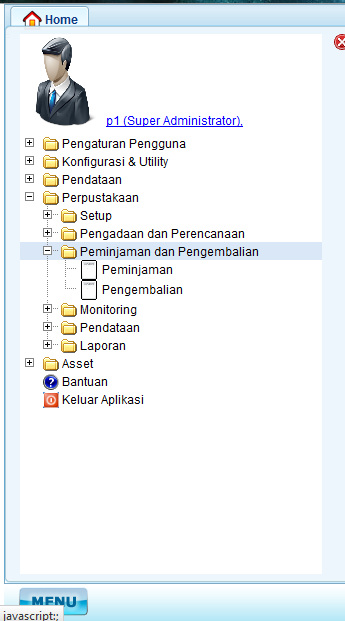 Home
p1 (Super Administrator).
Pengaturan Pengguna
Konfigurasi & Utility
Pendataan
Perpustakaan
Setup
Pengadaan dan Perencanaan
Peminjaman dan Pengembalian
Peminjaman
Pengembalian
Monitoring
Pendataan
Laporan
Asset
Bantuan
Keluar Aplikasi
MENU
javascript:;